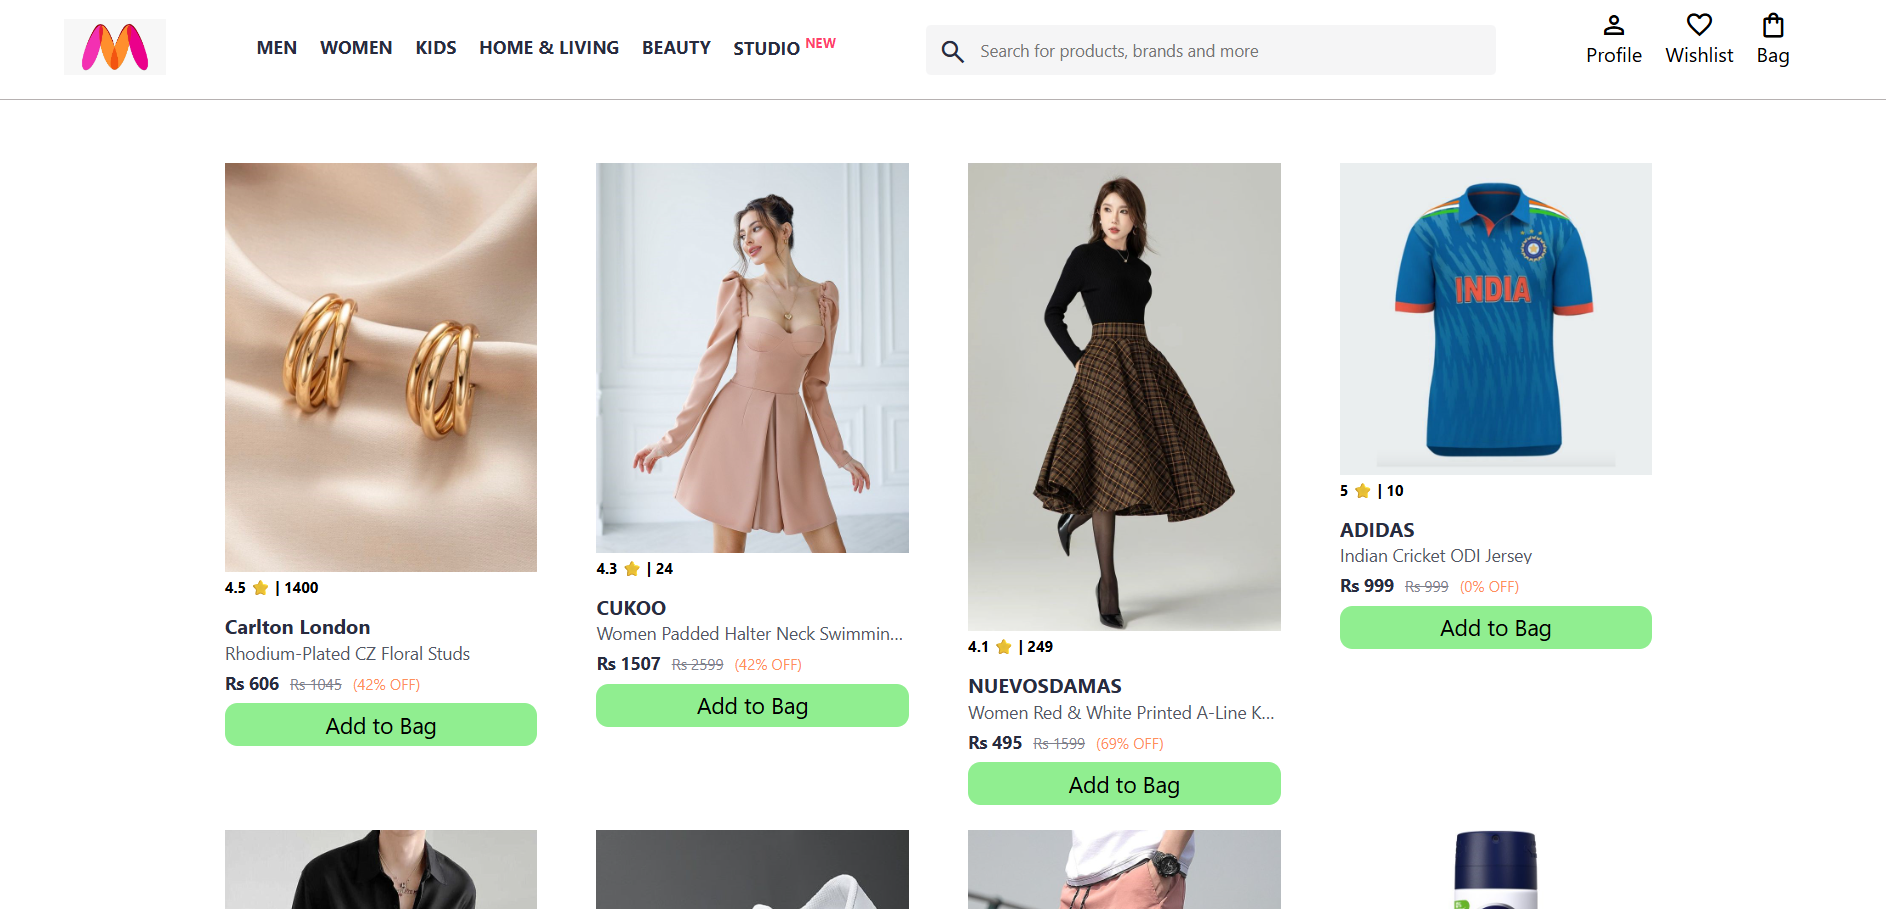 MEN WOMEN KIDS HOME & LIVING BEAUTY STUDIO NEW
Search for products, brands and more
Profile Wishlist Bag
4.5 ⭐ | 1400
Carlton London
Rhodium-Plated CZ Floral Studs
Rs 606 Rs 1045 (42% OFF)
Add to Bag
4.3 ⭐ | 24
CUKOO
Women Padded Halter Neck Swimmin...
Rs 1507 Rs 2599 (42% OFF)
Add to Bag
4.1 ⭐ | 249
NUEVOSDAMAS
Women Red & White Printed A-Line K...
Rs 495 Rs 1599 (69% OFF)
Add to Bag
INDIA
5 ⭐ | 10
ADIDAS
Indian Cricket ODI Jersey
Rs 999 Rs 999 (0% OFF)
Add to Bag